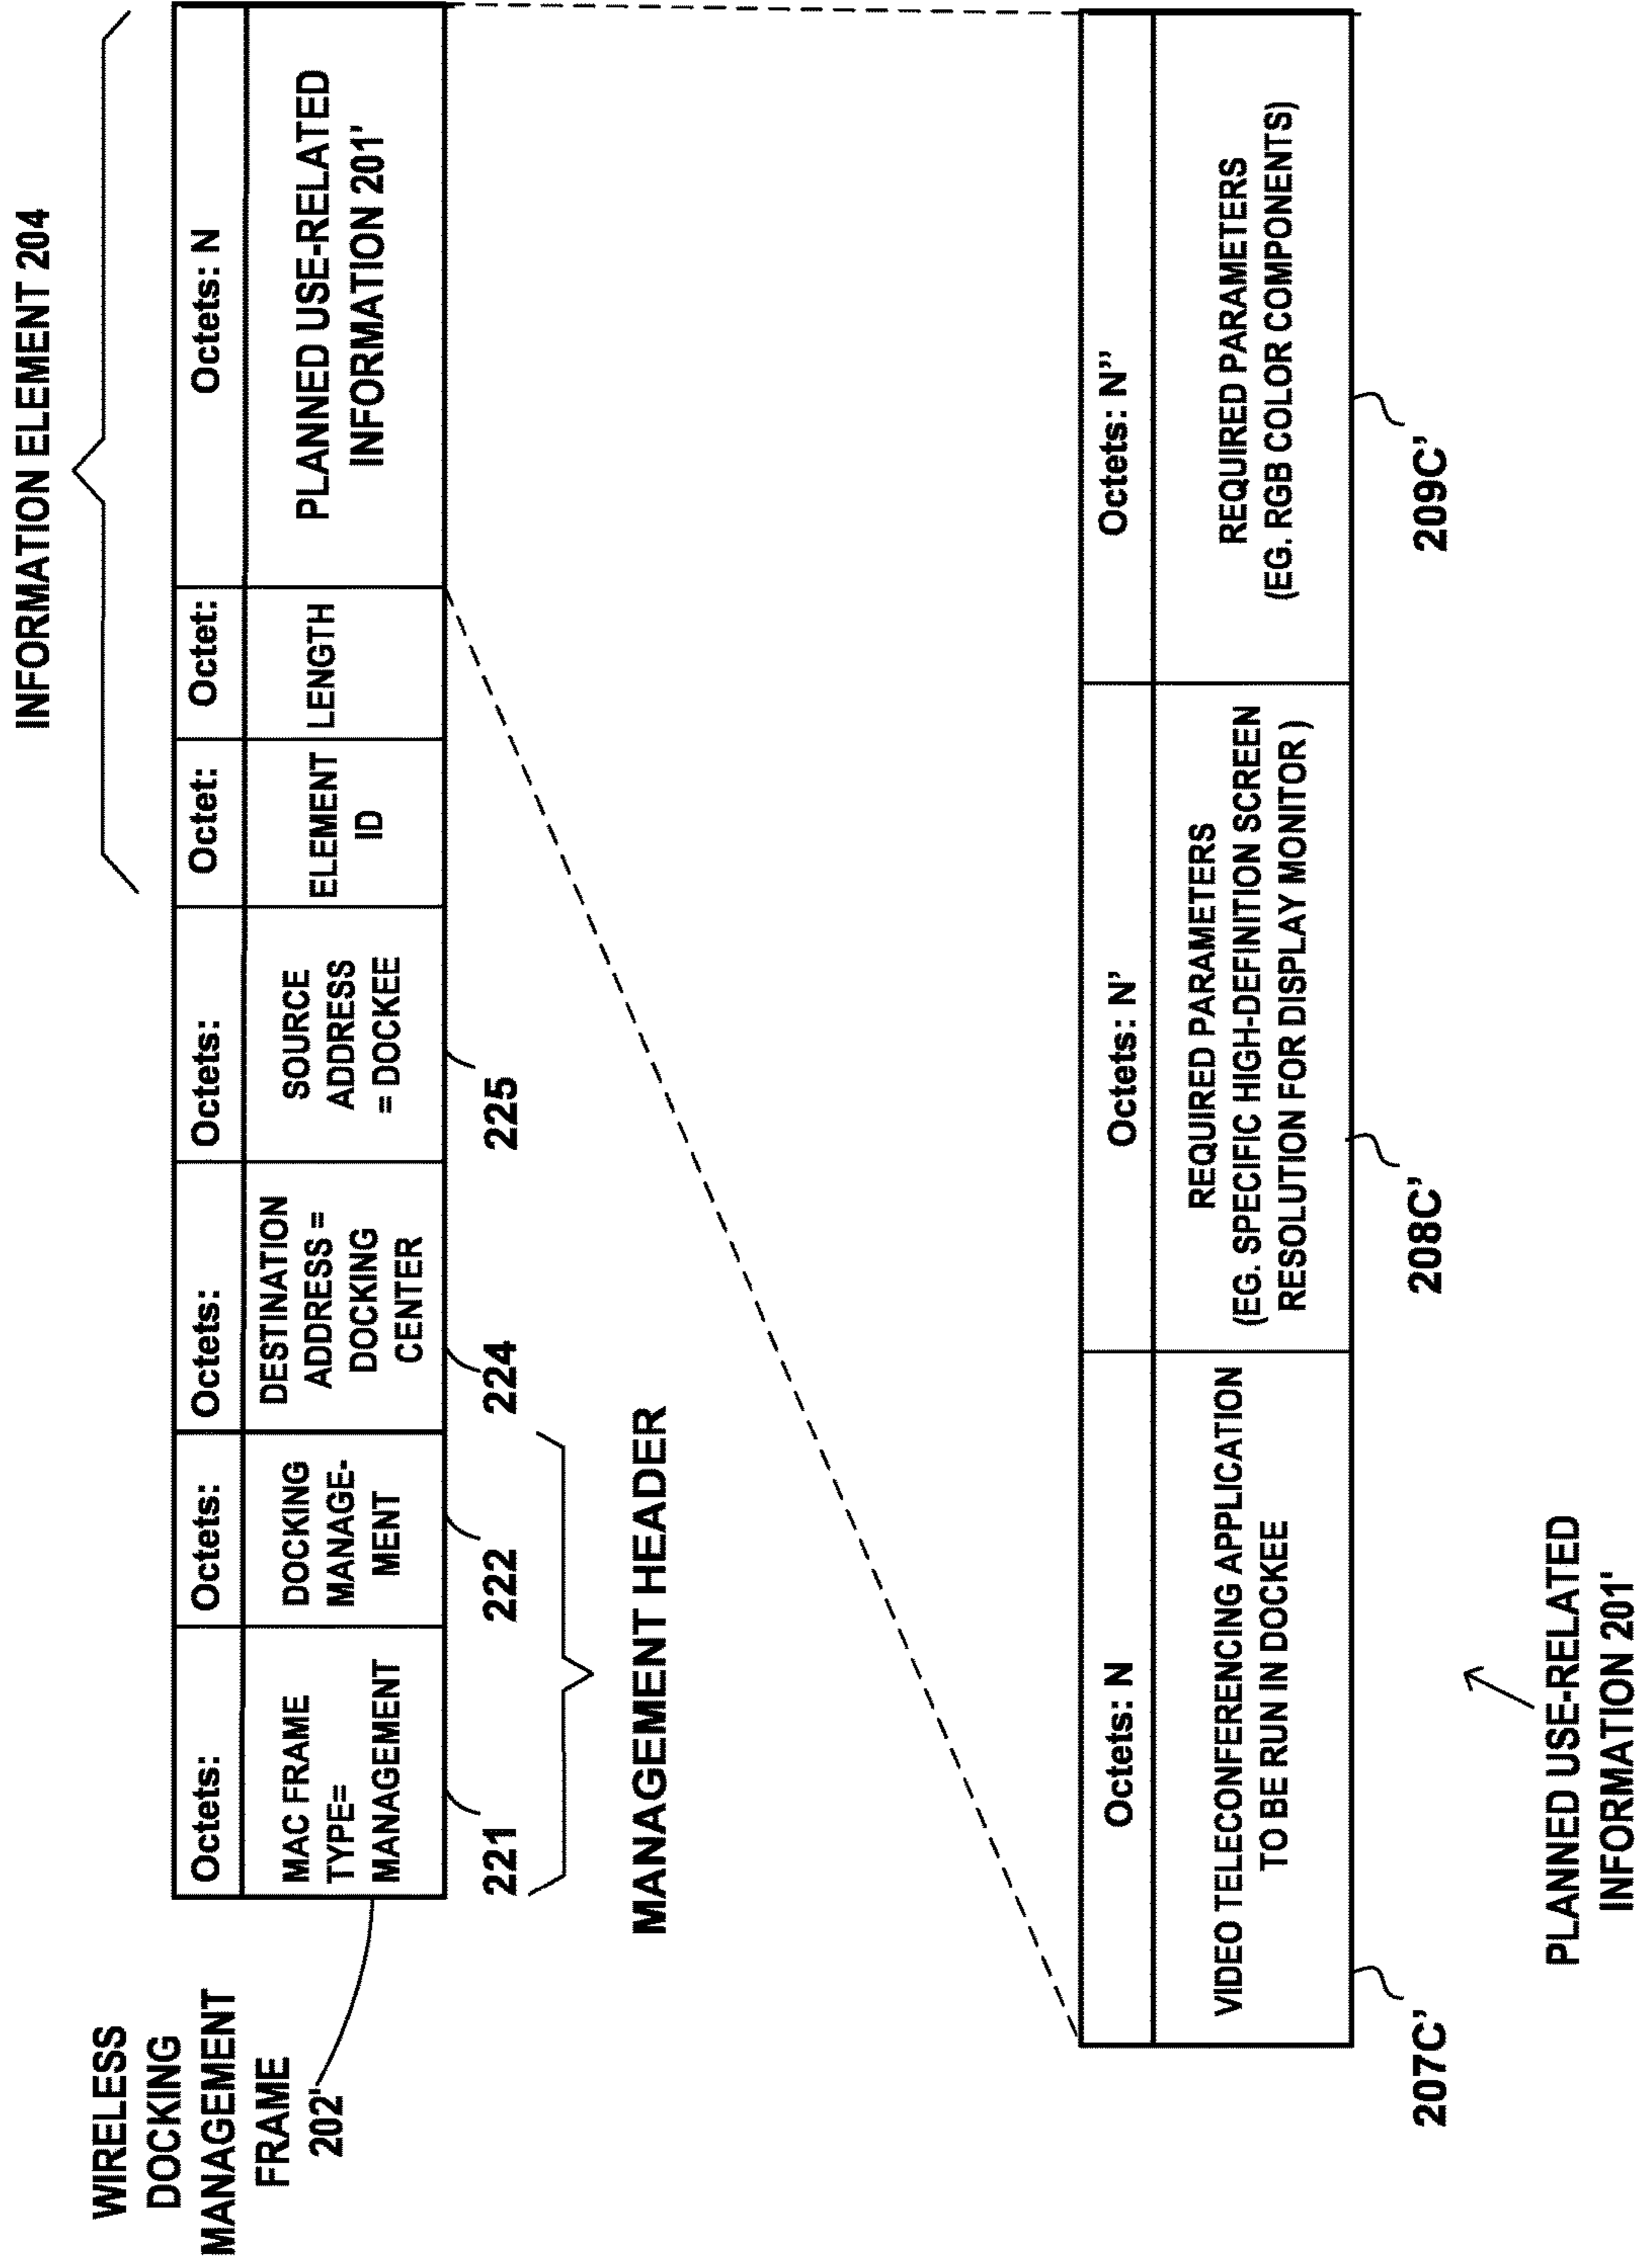 INFORMATION ELEMENT 204
WIRELESS
DOCKING
MANAGEMENT
FRAME
202'
Octets:
Octets:
Octets:
Octets:
Octet:
Octet:
Octets: N
MAC FRAME
TYPE=
MANAGEMENT
DOCKING
MANAGE-
MENT
DESTINATION
ADDRESS =
DOCKING
CENTER
SOURCE
ADDRESS
= DOCKEE
ELEMENT
ID
LENGTH
PLANNED USE-RELATED
INFORMATION 201'
221
222
224
225
MANAGEMENT HEADER
Octets: N
Octets: N'
Octets: N''
VIDEO TELECONFERENCING APPLICATION
TO BE RUN IN DOCKEE
REQUIRED PARAMETERS
(EG. SPECIFIC HIGH-DEFINITION SCREEN
RESOLUTION FOR DISPLAY MONITOR )
REQUIRED PARAMETERS
(EG. RGB COLOR COMPONENTS)
207C'
208C'
209C'
PLANNED USE-RELATED
INFORMATION 201'